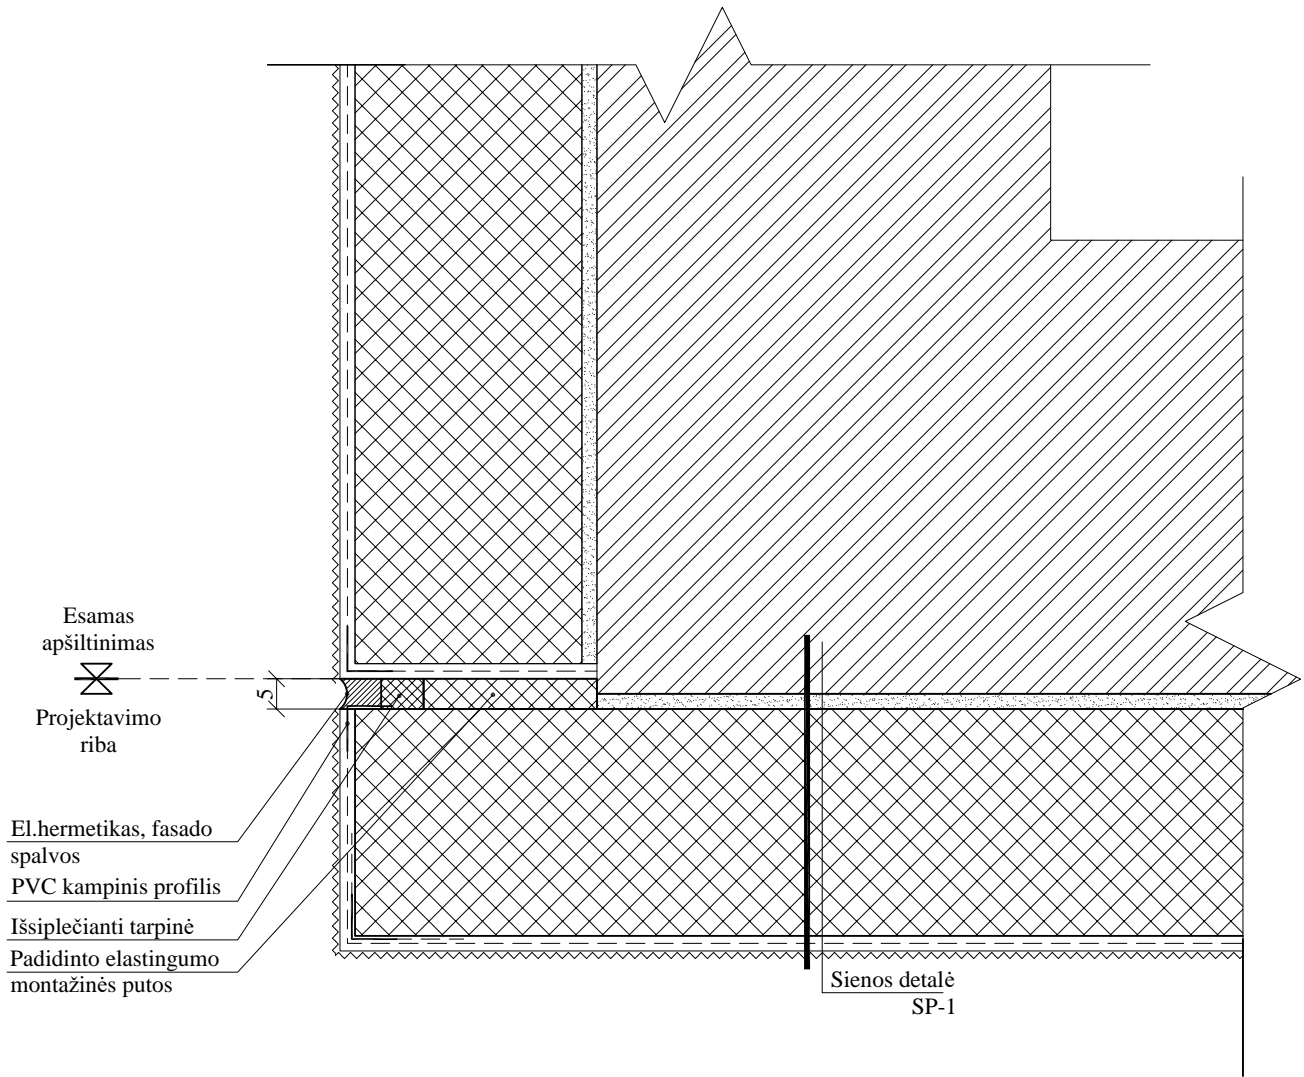 Esamas
apšiltinimas
5
Projektavimo
riba
El.hermetikas, fasado
spalvos
PVC kampinis profilis
Išsiplečianti tarpinė
Padidinto elastingumo
montažinės putos
Sienos detalė
SP-1